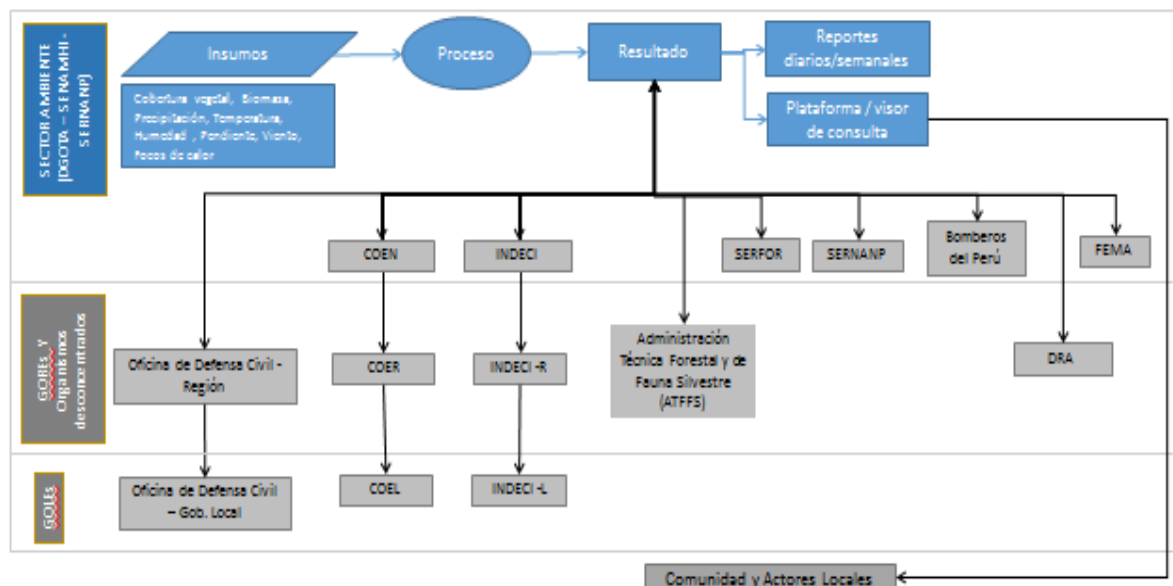 SECTOR AMBIENTE
[DGOTA – SENAMHI -
SERNANP]
Insumos
Proceso
Resultado
Reportes
diarios/semanales
Plataforma / visor
de consulta
Cobertura vegetal, Biomasa,
Precipitación, Temperatura,
Humedad , Pendiente, Viento,
Focos de calor
COEN
INDECI
SERFOR
SERNANP
Bomberos
del Perú
FEMA
GORES Y
Organismos
desconcentrados
Oficina de Defensa Civil -
Región
COER
INDECI -R
Administración
Técnica Forestal y de
Fauna Silvestre
(ATFFS)
DRA
GOLES
Oficina de Defensa Civil
– Gob. Local
COEL
INDECI -L
Comunidad y Actores Locales